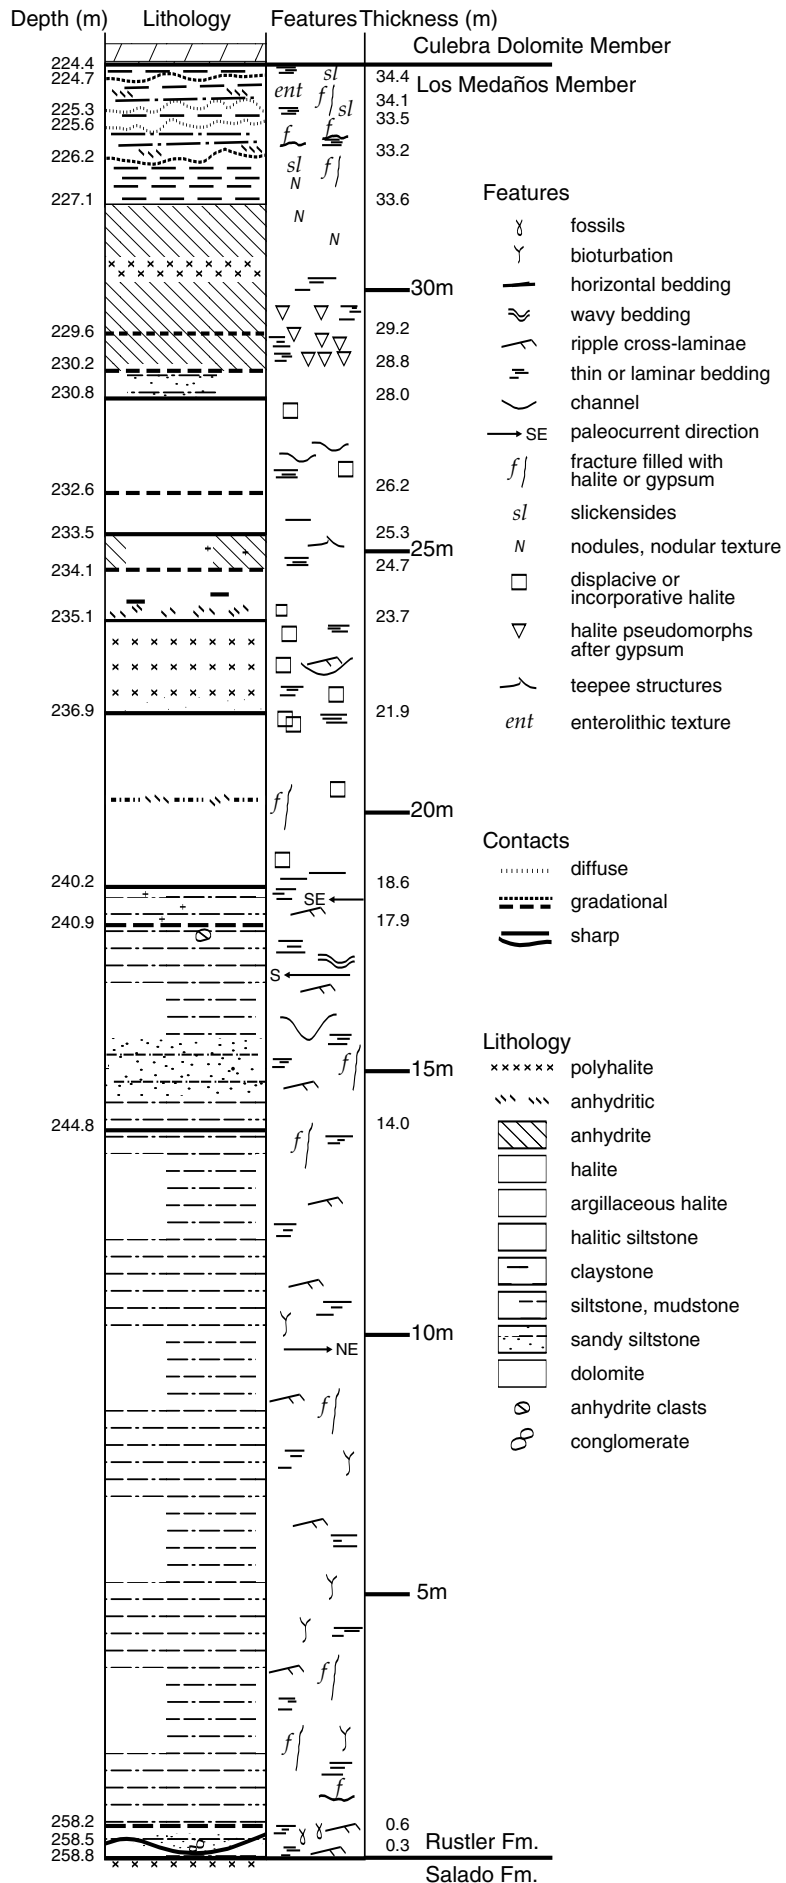 Depth (m) Lithology Features Thickness (m)
Culebra Dolomite Member
224.4
Los Medaños Member
224.7 sl 34.4
ent f sl 34.1
225.3 33.5
225.6 f f
226.2 33.2
sl f
N
227.1 33.6
N
N
30m
229.6 29.2
230.2 28.8
230.8 28.0
232.6 26.2
233.5 25.3
25m
234.1 24.7
235.1 23.7
236.9 21.9
f
20m
240.2 18.6
SE
240.9 17.9
S
f 15m
244.8 14.0
f
10m
NE
f
5m
f
f
f
258.2 0.6
258.5 0.3 Rustler Fm.
258.8
Salado Fm.
Features
fossils
bioturbation
horizontal bedding
wavy bedding
ripple cross-laminae
thin or laminar bedding
channel
SE paleocurrent direction
f fracture filled with
halite or gypsum
sl slickensides
N nodules, nodular texture
displacive or
incorporative halite
halite pseudomorphs
after gypsum
teepee structures
ent enterolithic texture
Contacts
diffuse
gradational
sharp
Lithology
polyhalite
anhydritic
anhydrite
halite
argillaceous halite
halitic siltstone
claystone
siltstone, mudstone
sandy siltstone
dolomite
anhydrite clasts
conglomerate